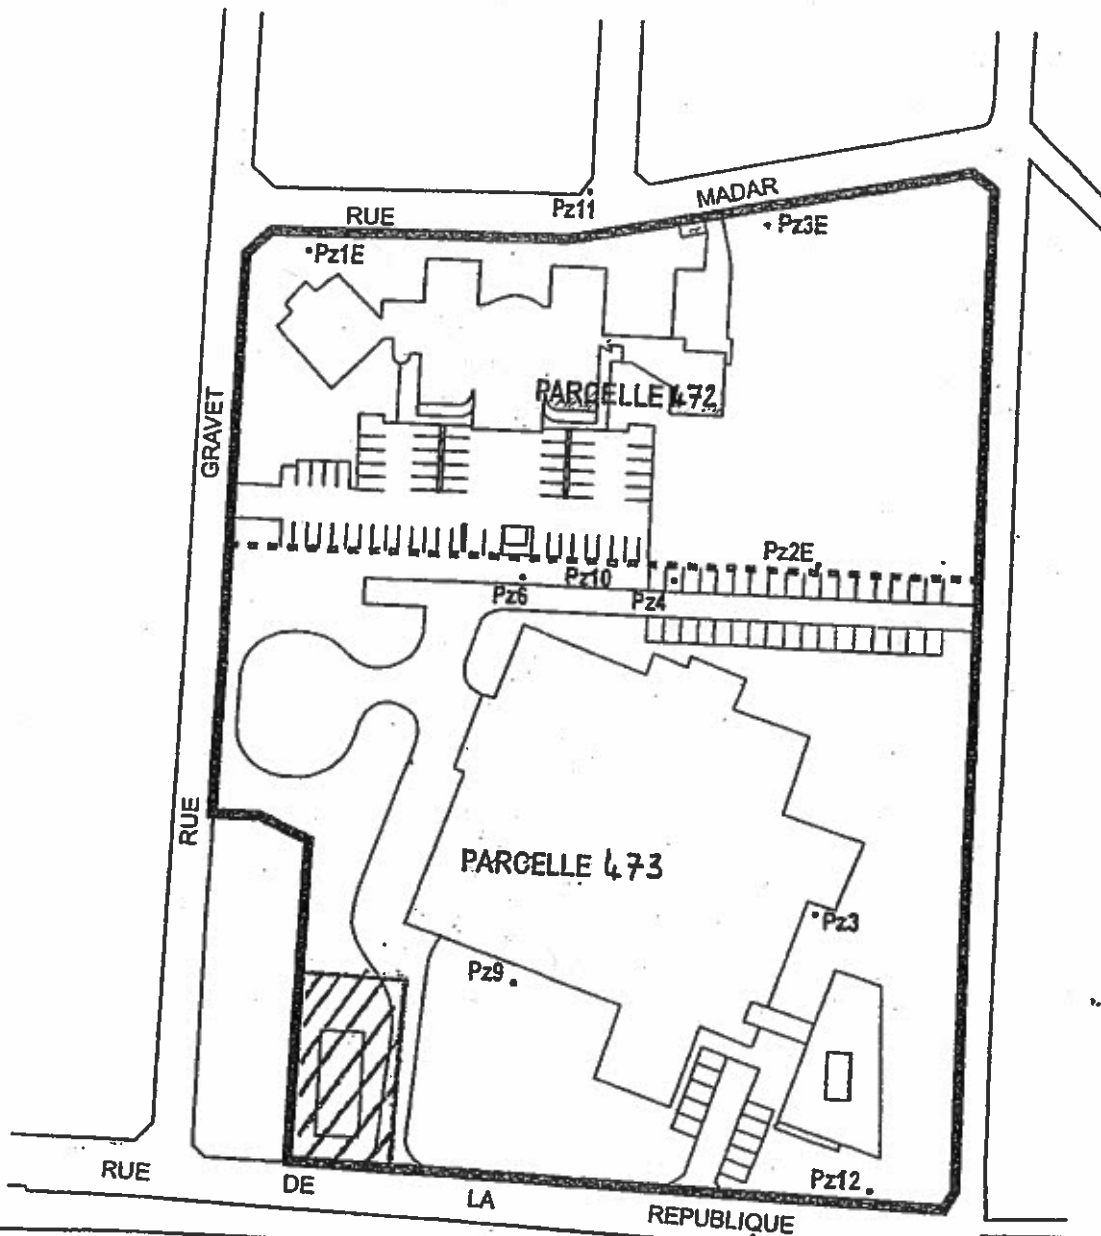 Pz11
MADAR
RUE
Pz3E
Pz1E
PARCELLE 472
GRAVET
Pz2E
Pz10
Pz6
Pz4
RUE
PARCELLE 473
Pz3
Pz9
RUE
DE
LA
REPUBLIQUE
Pz12